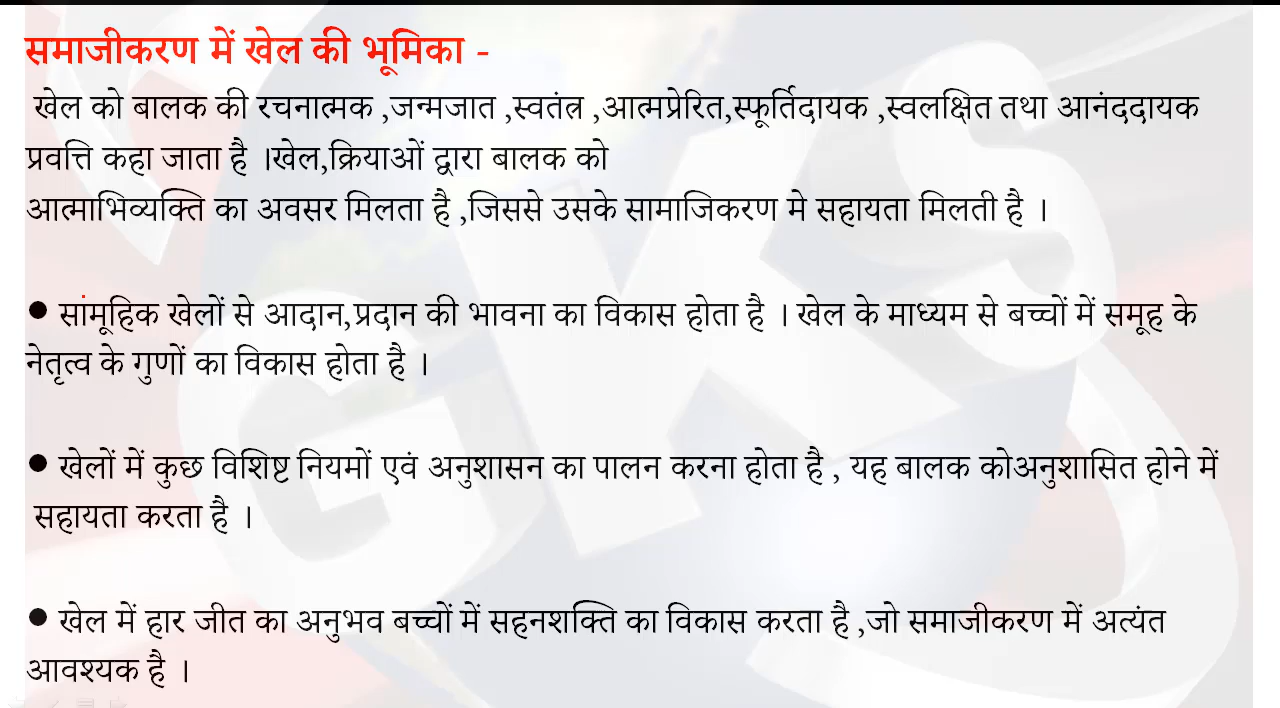 समाजीकरण में खेल की भूमिका -
खेल को बालक की रचनात्मक ,जन्मजात ,स्वतंत्र ,आत्मप्रेरित,स्फूर्तिदायक ,स्वलक्षित तथा आनंददायक
प्रवत्ति कहा जाता है ।खेल,क्रियाओं द्वारा बालक को
आत्माभिव्यक्ति का अवसर मिलता है ,जिससे उसके सामाजिकरण मे सहायता मिलती है ।
● सांमूहिक खेलों से आदान,प्रदान की भावना का विकास होता है । खेल के माध्यम से बच्चों में समूह के
नेतृत्व के गुणों का विकास होता है ।
● खेलों में कुछ विशिष्ट नियमों एवं अनुशासन का पालन करना होता है , यह बालक कोअनुशासित होने में
सहायता करता है ।
● खेल में हार जीत का अनुभव बच्चों में सहनशक्ति का विकास करता है ,जो समाजीकरण में अत्यंत
आवश्यक है ।
GKS